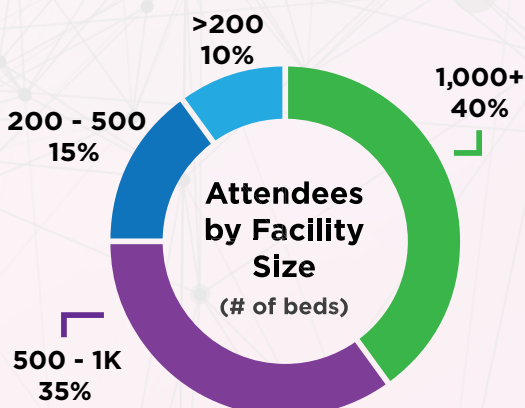 >200
10%
1,000+
40%
200 - 500
15%
Attendees
by Facility
Size
(# of beds)
500 - 1K
35%